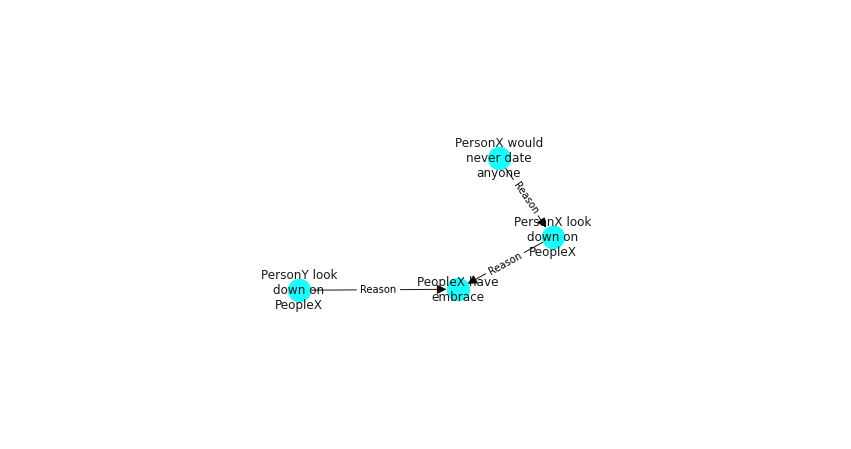 PersonX would
never date
anyone
Reason
PersonX look
down on
PeopleX
Reason
PeopleX have
embrace
Reason
PersonY look
down on
PeopleX